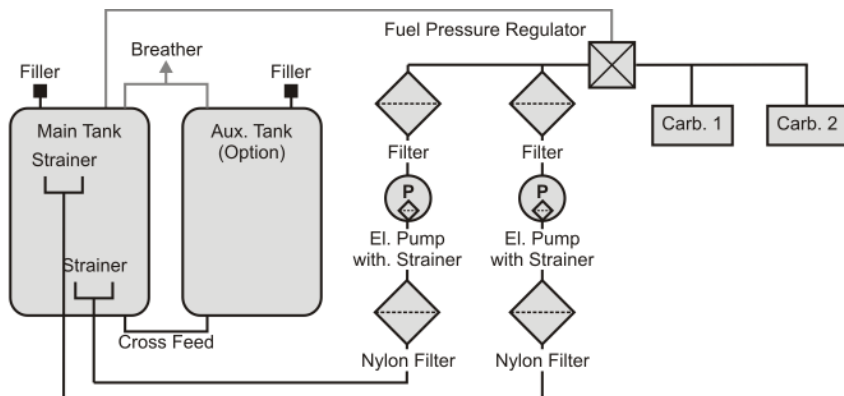 Fuel Pressure Regulator
Breather
Filler
Filler
Main Tank
Aux. Tank
(Option)
Carb. 1
Carb. 2
Strainer
Filter
Filter
P
P
El. Pump
with. Strainer
El. Pump
with Strainer
Strainer
Cross Feed
Nylon Filter
Nylon Filter